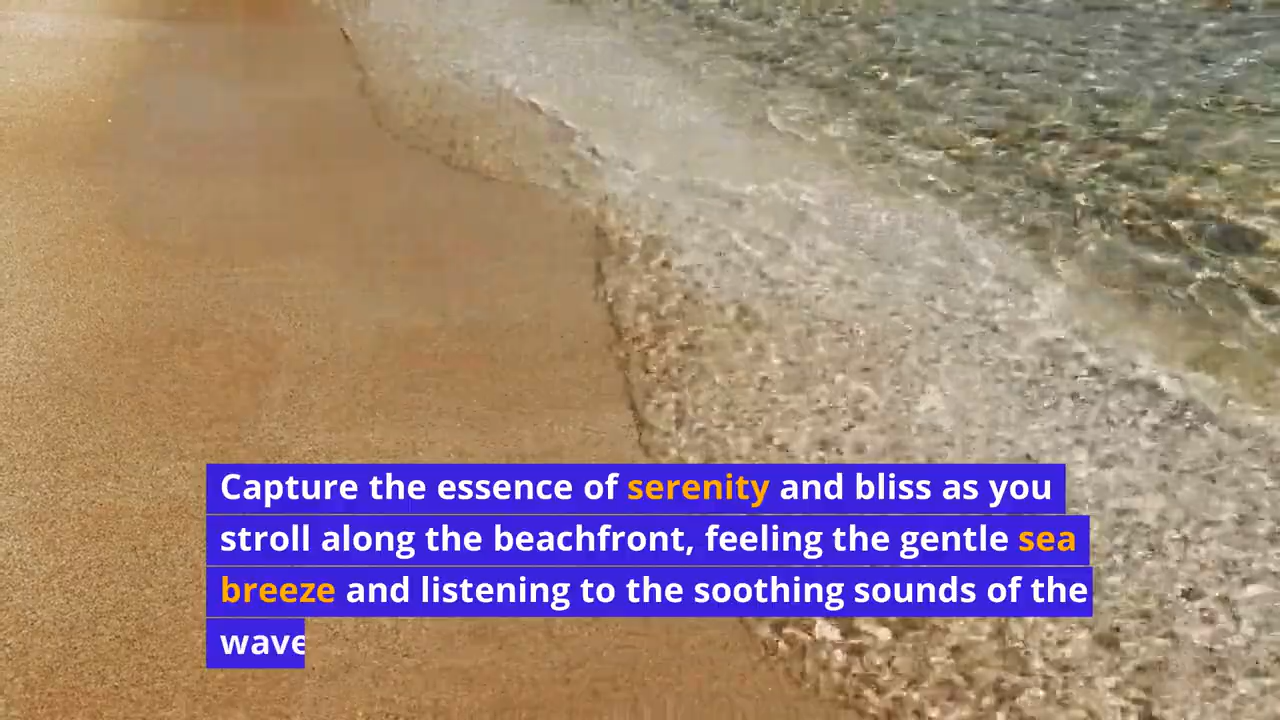 Capture the essence of serenity and bliss as you
stroll along the beachfront, feeling the gentle sea
breeze and listening to the soothing sounds of the
wave